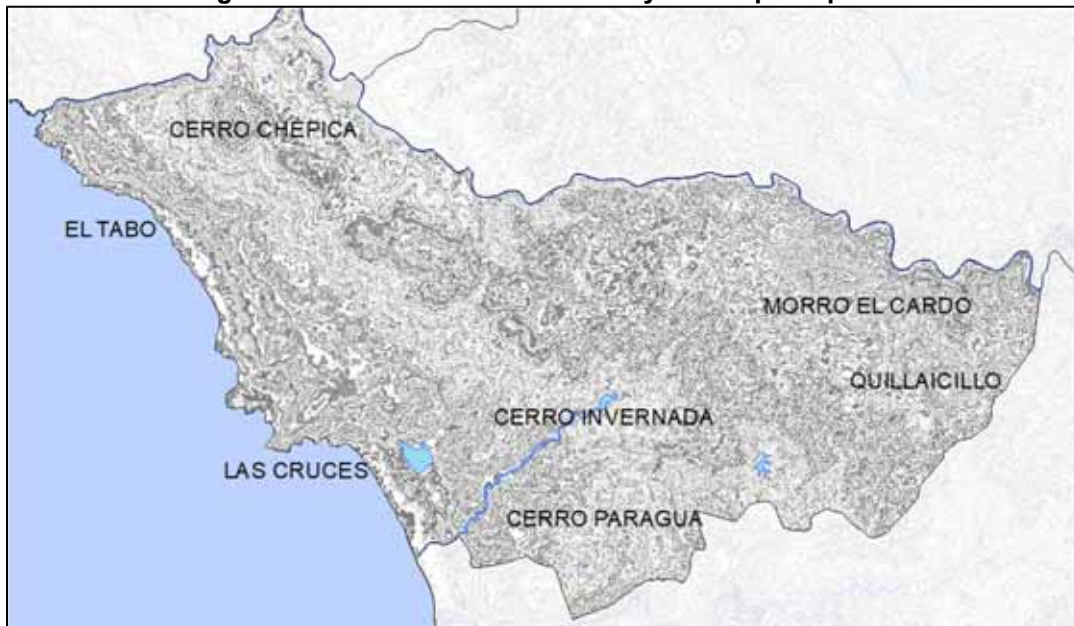 CERRO CHEPICA
EL TABO
MORRO EL CARDO
QUILLAICILLO
CERRO INVERNADA
LAS CRUCES
CERRO PARAGUA